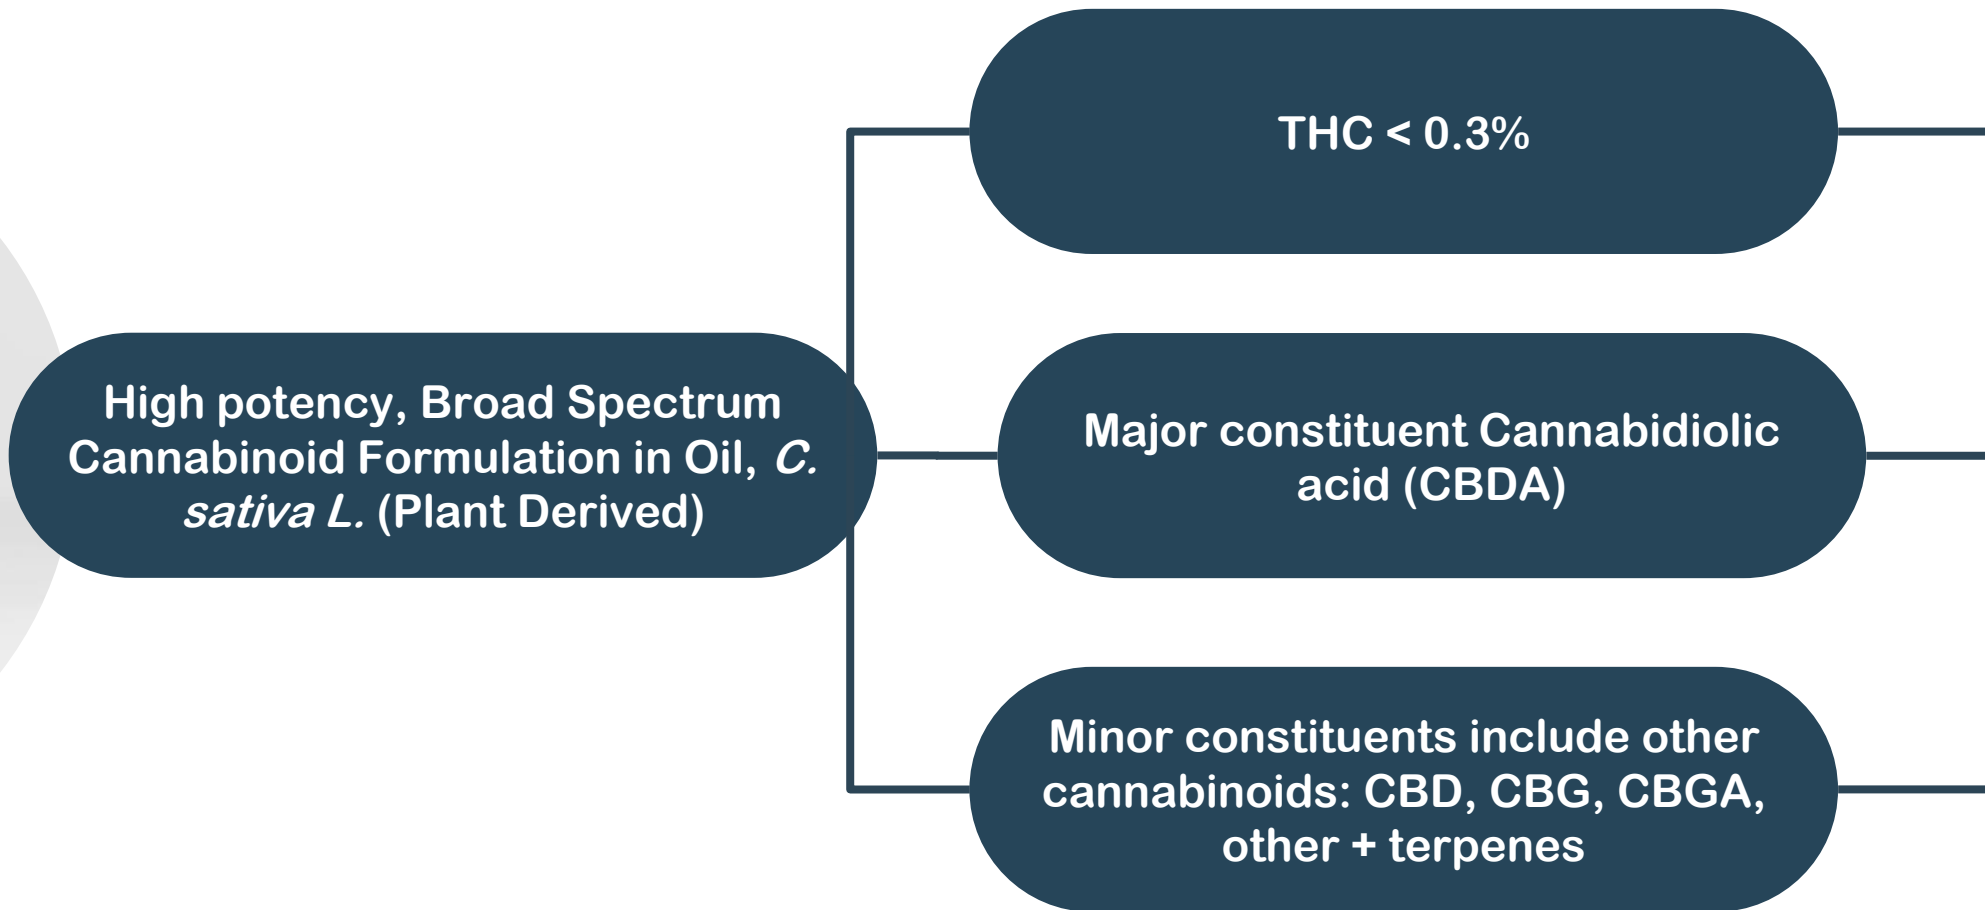 THC < 0.3%
High potency, Broad Spectrum
Cannabinoid Formulation in Oil, C.
sativa L. (Plant Derived)
Major constituent Cannabidiolic
acid (CBDA)
Minor constituents include other
cannabinoids: CBD, CBG, CBGA,
other + terpenes